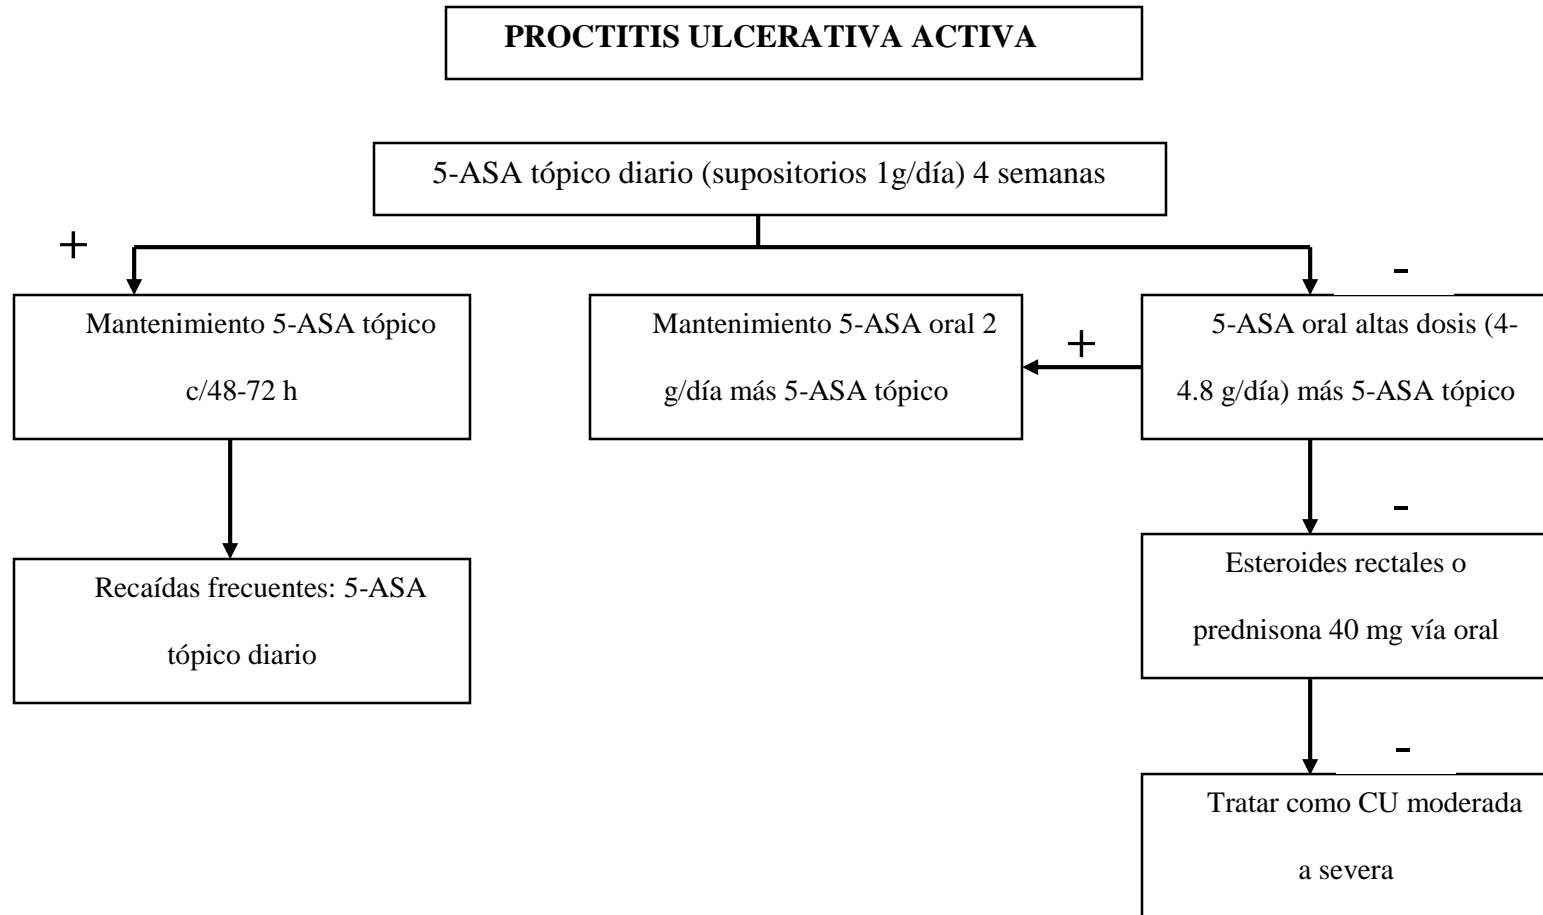 PROCTITIS ULCERATIVA ACTIVA
5-ASA tópico diario (supositorios 1g/día) 4 semanas
+
-
Mantenimiento 5-ASA tópico
c/48-72 h
Mantenimiento 5-ASA oral 2
g/día más 5-ASA tópico
+
5-ASA oral altas dosis (4-
4.8 g/día) más 5-ASA tópico
-
Recaídas frecuentes: 5-ASA
tópico diario
Esteroides rectales o
prednisona 40 mg vía oral
-
Tratar como CU moderada
a severa